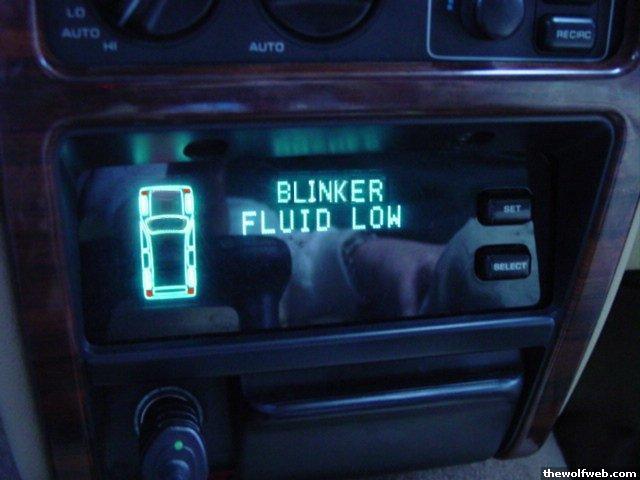 LO
AUTO
HI
AUTO
RECIRC
BLINKER
FLUID LOW
SET
SELECT
thewolfweb.com